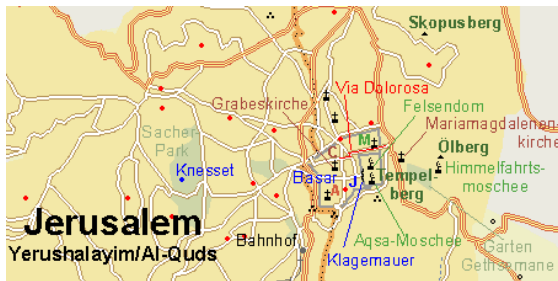 Skopusberg
Via Dolorosa
Grabeskirche
Felsendom
Mariamagdalenen-
kirche
Sacher-
Park
M
C
Ölberg
Knesset
Basar
Tempel-
berg
Himmelfahrts-
moschee
A
J
Jerusalem
Yerushalayim/Al-Quds
Bahnhof
Aqsa-Moschee
Klagemauer
Garten
Gethsemane